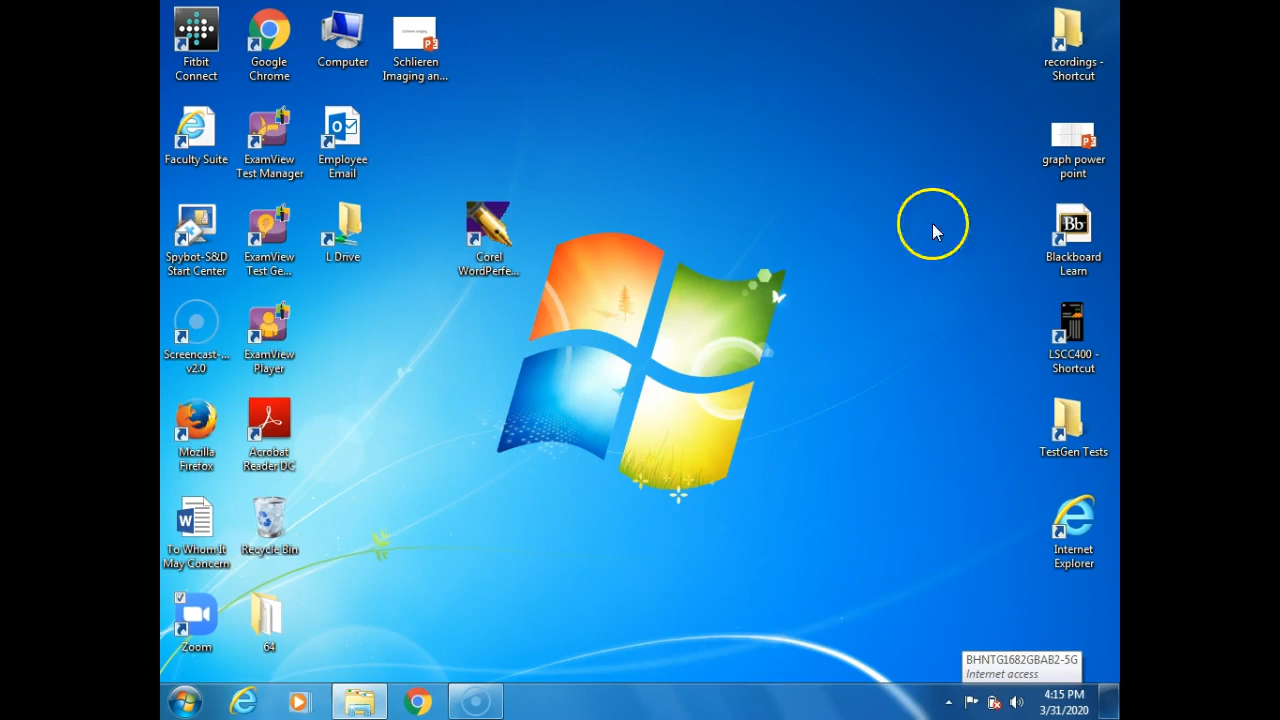 Fitbit
Connect
Google
Chrome
Computer
Schlieren
Imaging an...
recordings -
Shortcut
Faculty Suite
ExamView
Test Manager
Employee
Email
graph power
point
Spybot-S&D
Start Center
ExamView
Test Ge...
L Drive
Corel
WordPerfe...
Bb
Blackboard
Learn
Screencast-...
v2.0
ExamView
Player
LSCC400 -
Shortcut
Mozilla
Firefox
Acrobat
Reader DC
TestGen Tests
To Whom It
May Concern
Recycle Bin
Internet
Explorer
Zoom
64
BHNTG1682GBAB2-5G
Internet access
4:15 PM
3/31/2020